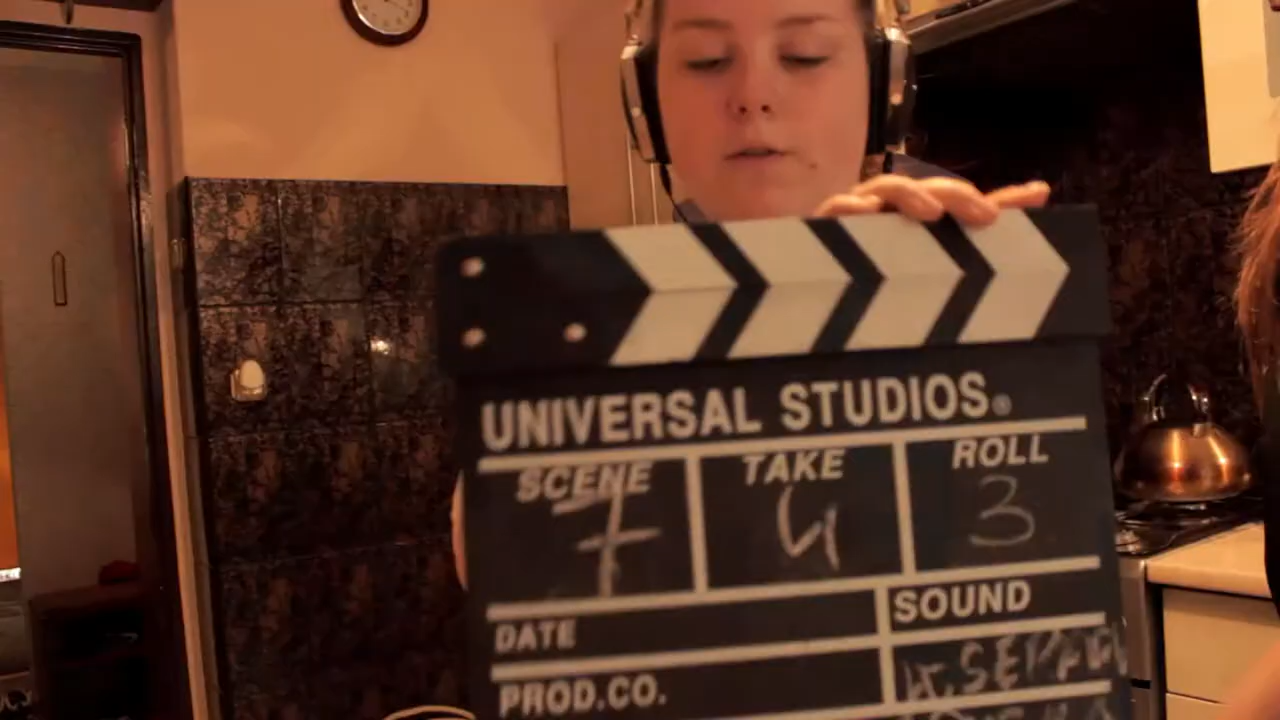 UNIVERSAL STUDIOS®
SCENE TAKE ROLL
7 4 3
SOUND
DATE
PROD.CO.